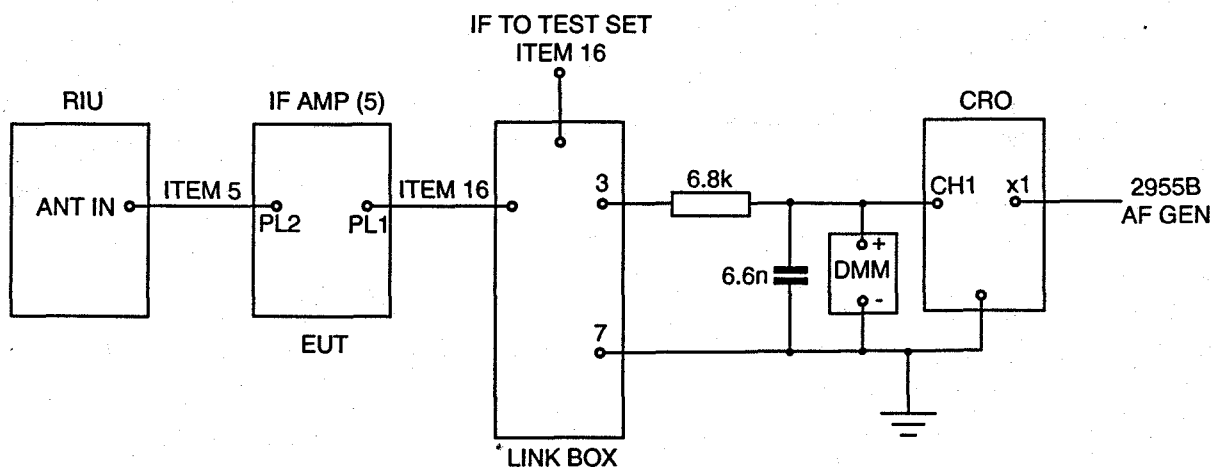 IF TO TEST SET
ITEM 16
RIU
IF AMP (5)
CRO
ANT IN
ITEM 5
PL2
PL1
ITEM 16
3
6.8k
CH1
x1
2955B
AF GEN
6.6n
+
DMM
-
7
EUT
LINK BOX